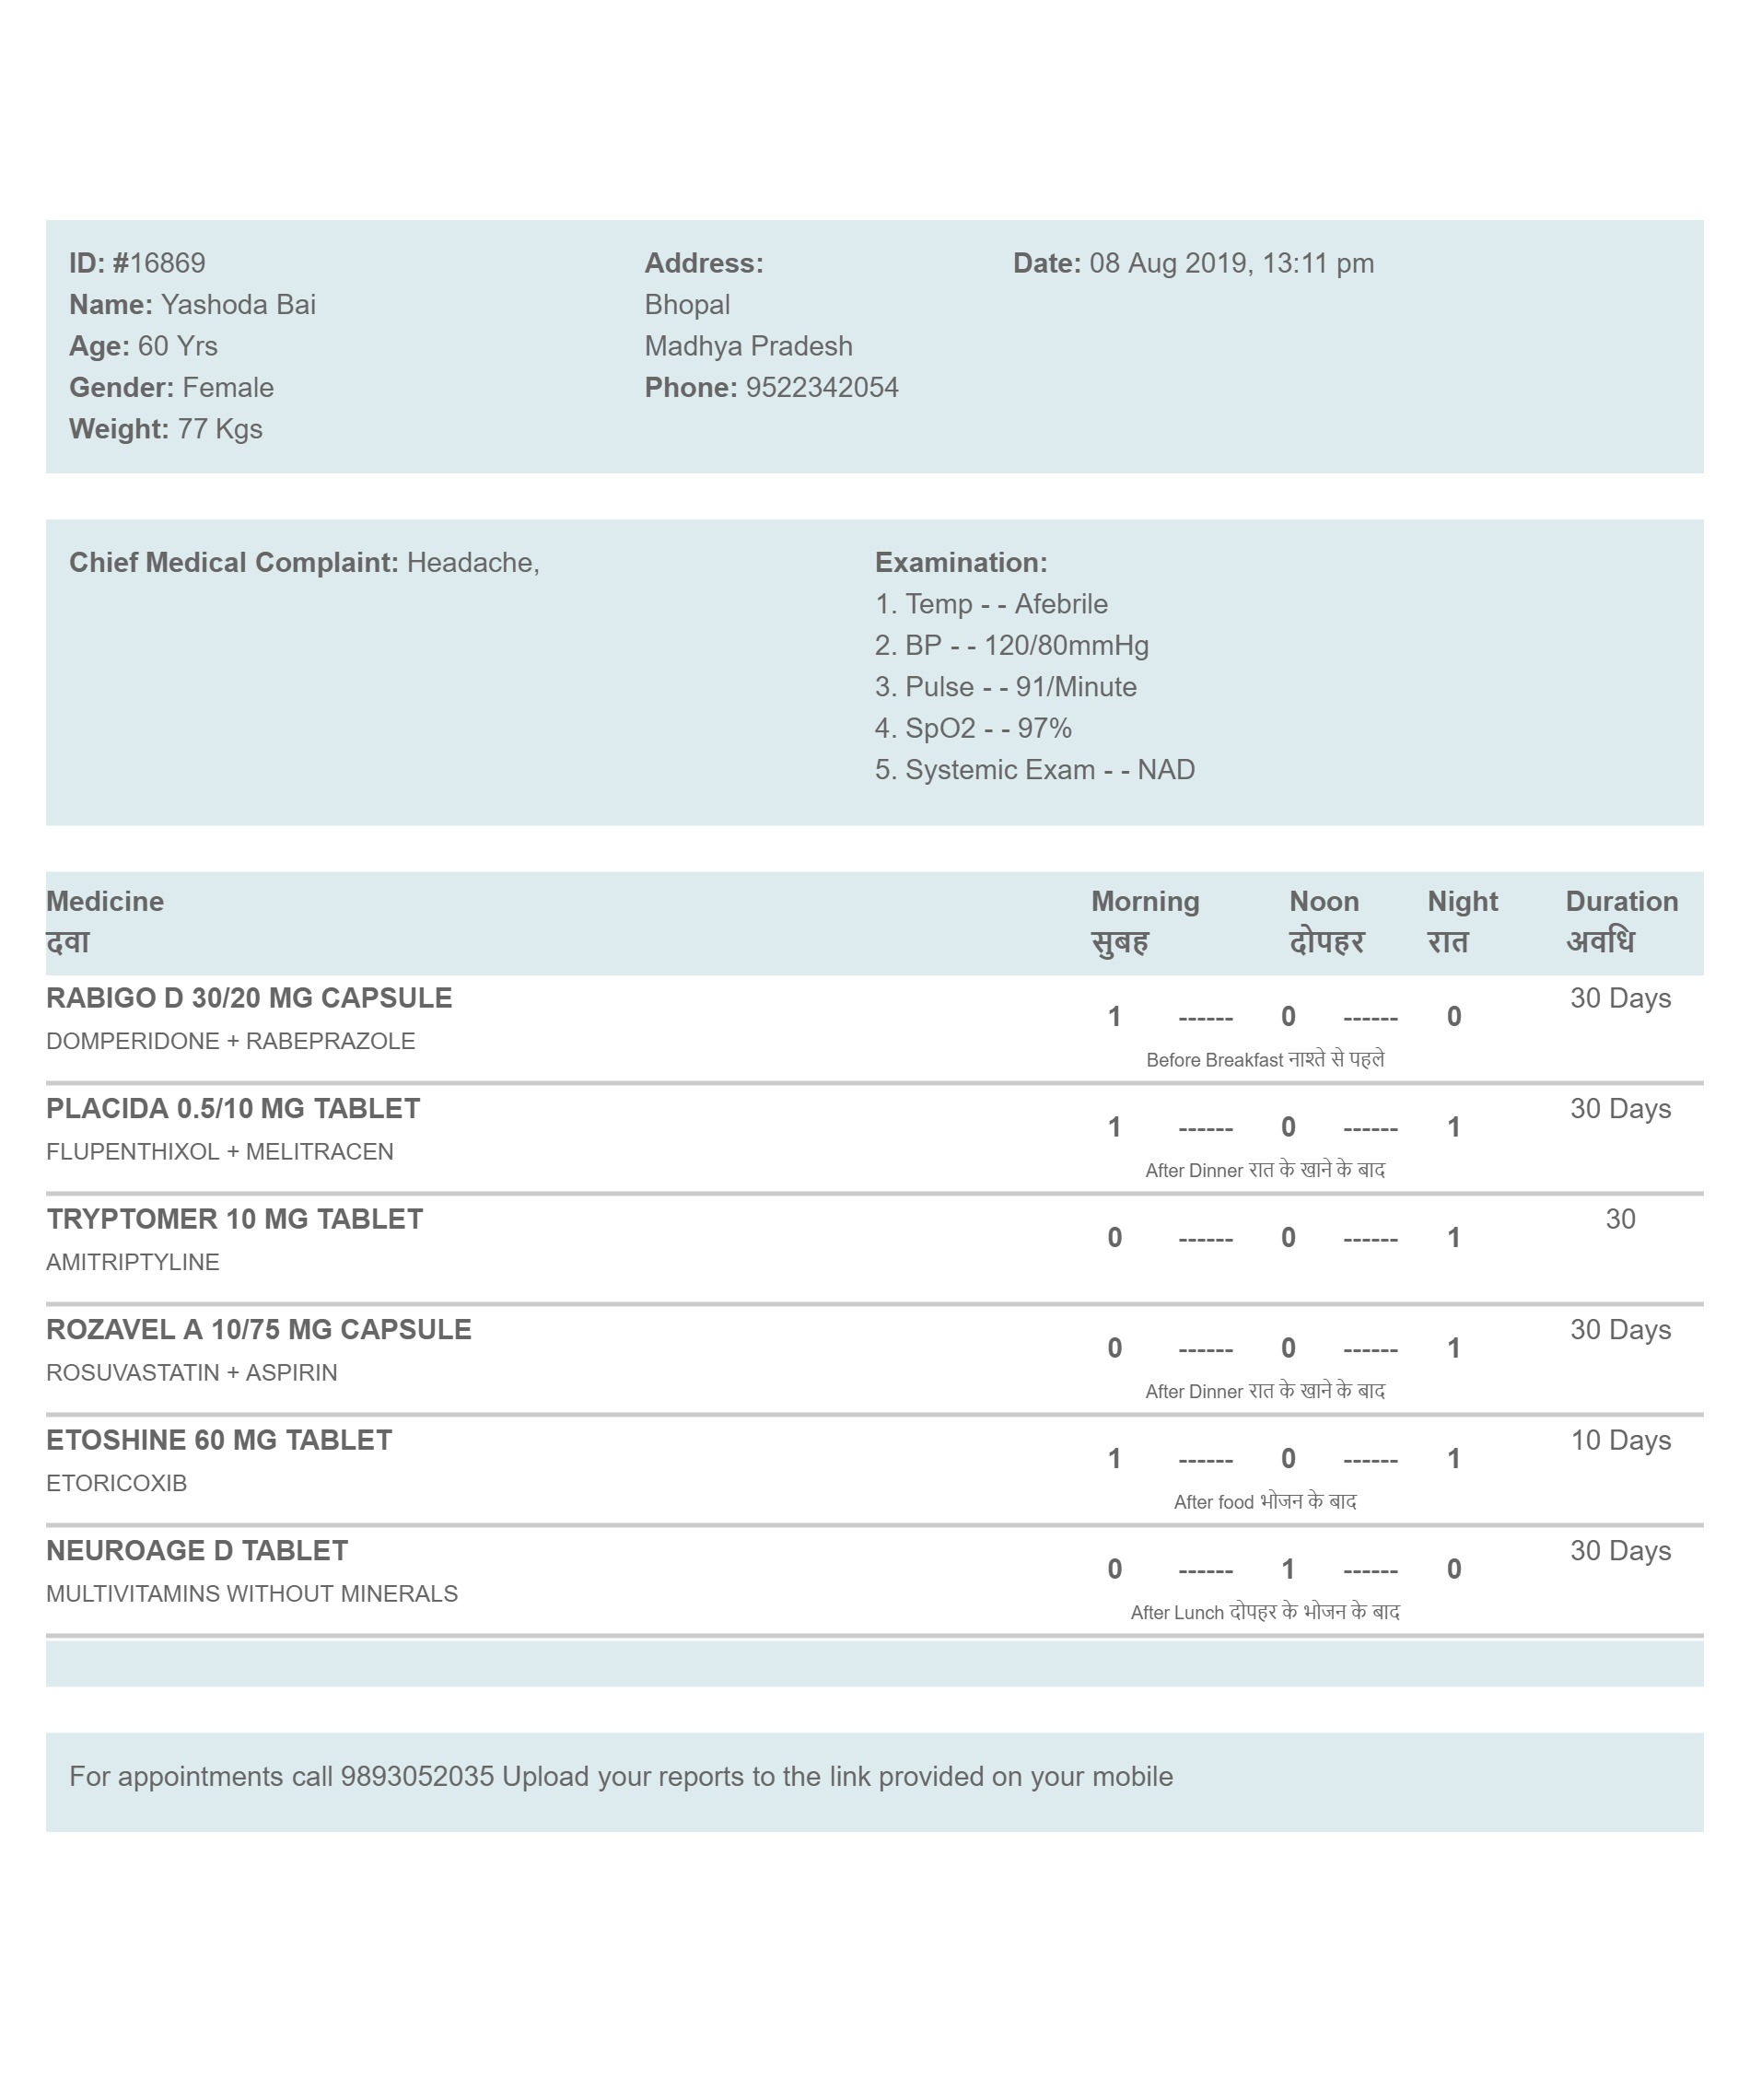 ID: #16869
Name: Yashoda Bai
Age: 60 Yrs
Gender: Female
Weight: 77 Kgs
Address:
Bhopal
Madhya Pradesh
Phone: 9522342054
Date: 08 Aug 2019, 13:11 pm
Chief Medical Complaint: Headache,
Examination:
1. Temp - - Afebrile
2. BP - - 120/80mmHg
3. Pulse - - 91/Minute
4. SpO2 - - 97%
5. Systemic Exam - - NAD
Medicine Morning Noon Night Duration
दवा सुबह दोपहर रात अवधि
RABIGO D 30/20 MG CAPSULE 30 Days
1 ------ 0 ------ 0
DOMPERIDONE + RABEPRAZOLE
Before Breakfast नाश्ते से पहले
PLACIDA 0.5/10 MG TABLET 30 Days
1 ------ 0 ------ 1
FLUPENTHIXOL + MELITRACEN
After Dinner रात के खाने के बाद
TRYPTOMER 10 MG TABLET 30
0 ------ 0 ------ 1
AMITRIPTYLINE
ROZAVEL A 10/75 MG CAPSULE 30 Days
0 ------ 0 ------ 1
ROSUVASTATIN + ASPIRIN
After Dinner रात के खाने के बाद
ETOSHINE 60 MG TABLET 10 Days
1 ------ 0 ------ 1
ETORICOXIB
After food भोजन के बाद
NEUROAGE D TABLET 30 Days
0 ------ 1 ------ 0
MULTIVITAMINS WITHOUT MINERALS
After Lunch दोपहर के भोजन के बाद
For appointments call 9893052035 Upload your reports to the link provided on your mobile